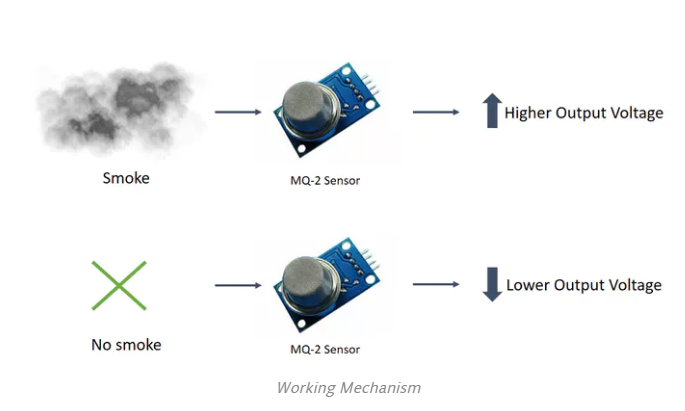 Higher Output Voltage
Smoke
MQ-2 Sensor
Lower Output Voltage
No smoke
MQ-2 Sensor
Working Mechanism